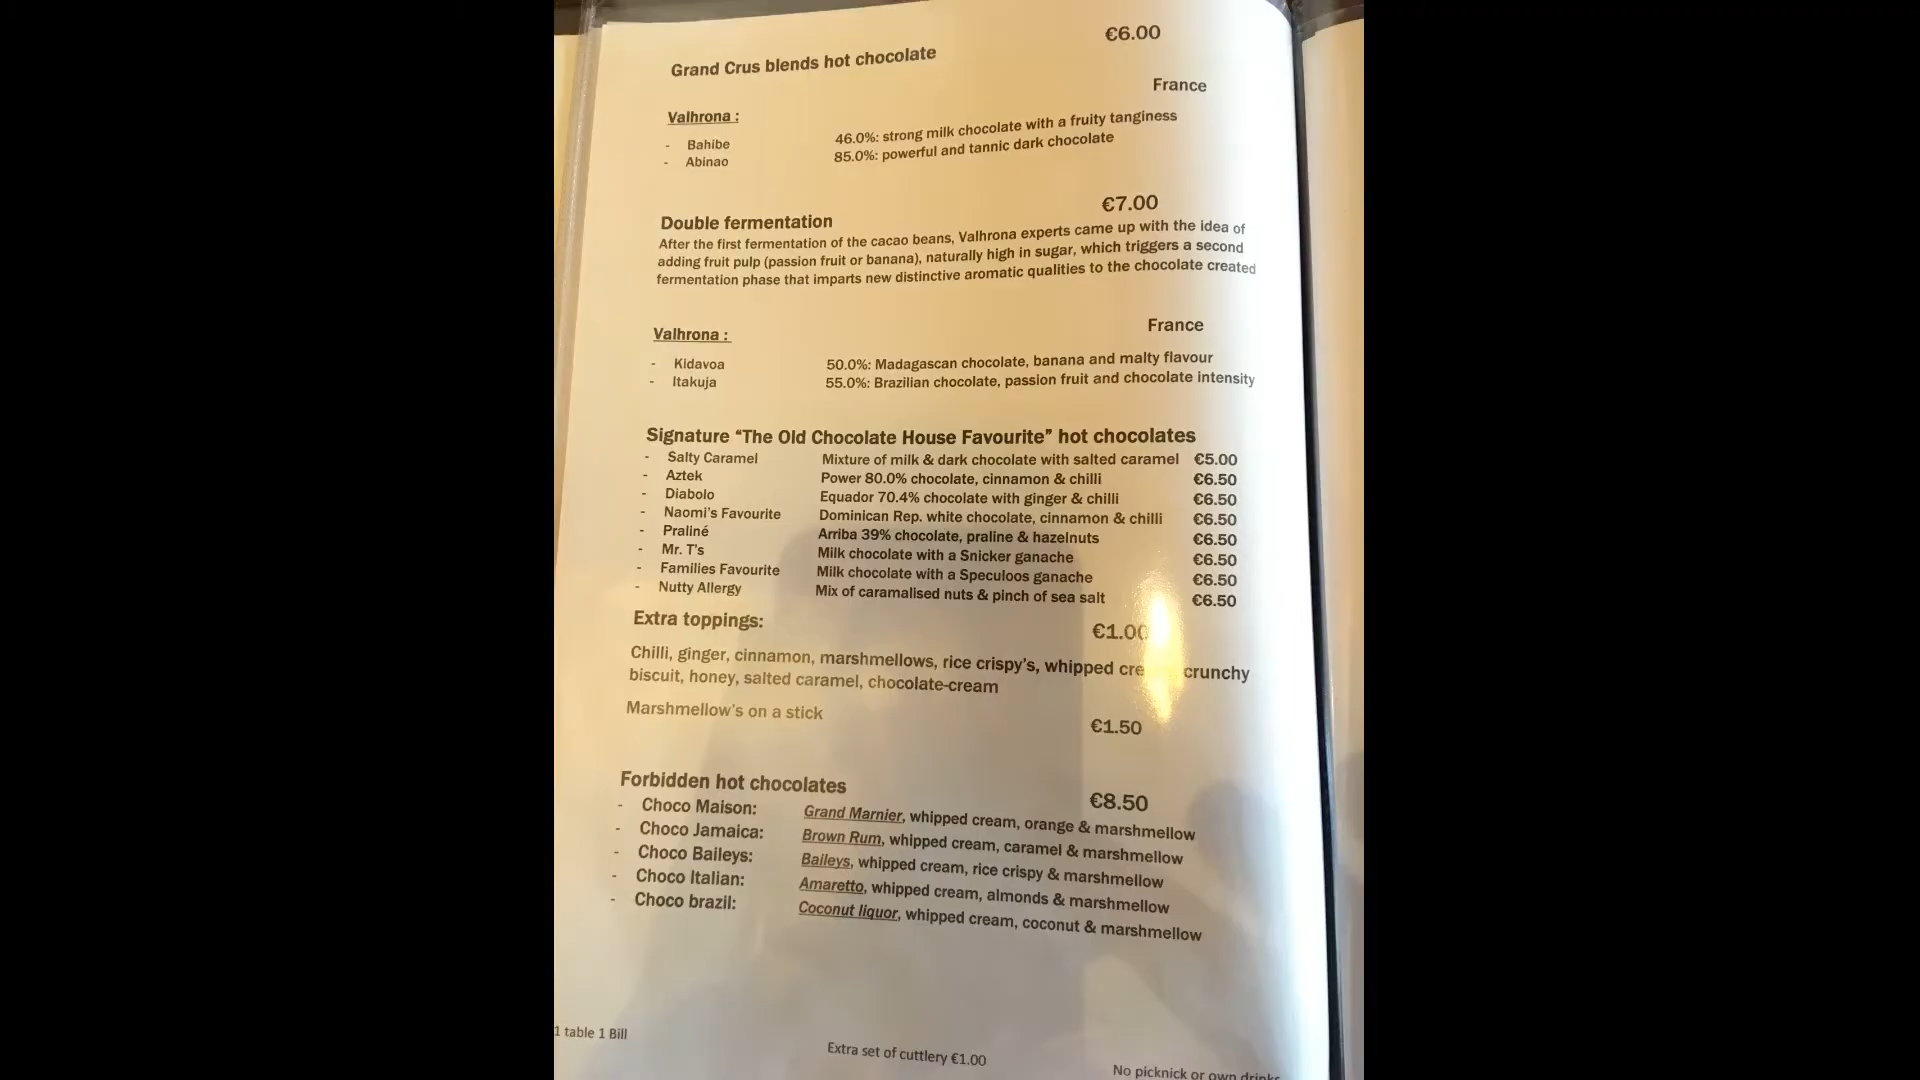 €6.00
Grand Crus blends hot chocolate
France
Valhrona :
- Bahibe 46.0%: strong milk chocolate with a fruity tanginess
- Abinao 85.0%: powerful and tannic dark chocolate
€7.00
Double fermentation
After the first fermentation of the cacao beans, Valhrona experts came up with the idea of
adding fruit pulp (passion fruit or banana), naturally high in sugar, which triggers a second
fermentation phase that imparts new distinctive aromatic qualities to the chocolate created
France
Valhrona :
- Kidavoa 50.0%: Madagascan chocolate, banana and malty flavour
- Itakuja 55.0%: Brazilian chocolate, passion fruit and chocolate intensity
Signature “The Old Chocolate House Favourite” hot chocolates
- Salty Caramel Mixture of milk & dark chocolate with salted caramel €5.00
- Aztek Power 80.0% chocolate, cinnamon & chilli €6.50
- Diabolo Equador 70.4% chocolate with ginger & chilli €6.50
- Naomi's Favourite Dominican Rep. white chocolate, cinnamon & chilli €6.50
- Praliné Arriba 39% chocolate, praline & hazelnuts €6.50
- Mr. T's Milk chocolate with a Snicker ganache €6.50
- Families Favourite Milk chocolate with a Speculoos ganache €6.50
- Nutty Allergy Mix of caramalised nuts & pinch of sea salt €6.50
Extra toppings: €1.00
Chilli, ginger, cinnamon, marshmellows, rice crispy's, whipped crunchy
biscuit, honey, salted caramel, chocolate-cream
Marshmellow's on a stick €1.50
Forbidden hot chocolates €8.50
- Choco Maison: Grand Marnier, whipped cream, orange & marshmellow
- Choco Jamaica: Brown Rum, whipped cream, caramel & marshmellow
- Choco Baileys: Baileys, whipped cream, rice crispy & marshmellow
- Choco Italian: Amaretto, whipped cream, almonds & marshmellow
- Choco brazil: Coconut liquor, whipped cream, coconut & marshmellow
1 table 1 Bill
Extra set of cuttlery €1.00
No picknick or own drinks